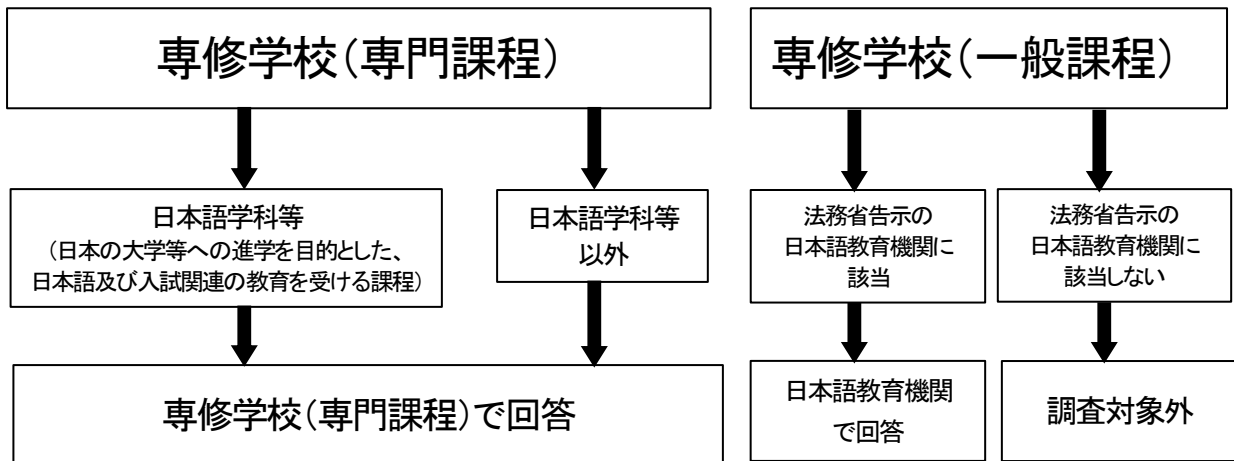 専修学校(専門課程)
専修学校(一般課程)
日本語学科等
(日本の大学等への進学を目的とした、
日本語及び入試関連の教育を受ける課程)
日本語学科等
以外
法務省告示の
日本語教育機関に
該当
法務省告示の
日本語教育機関に
該当しない
専修学校(専門課程)で回答
日本語教育機関
で回答
調査対象外